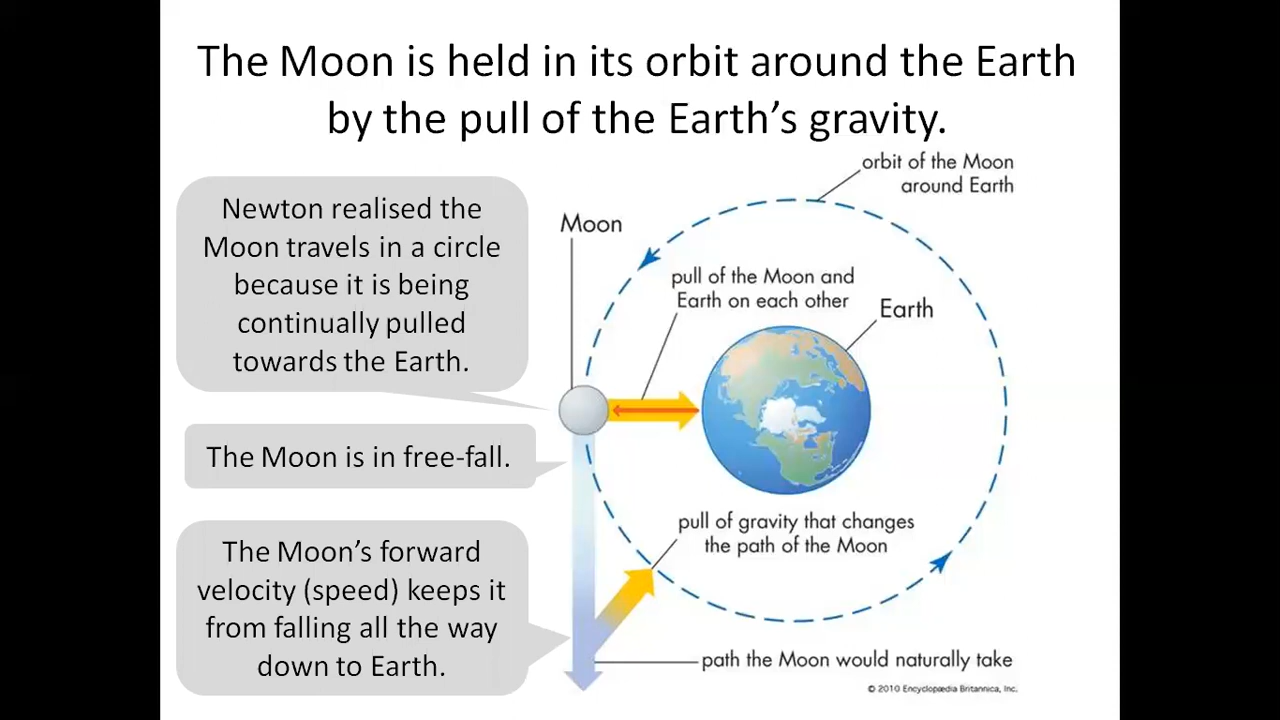 The Moon is held in its orbit around the Earth
by the pull of the Earth’s gravity.
orbit of the Moon
around Earth
Newton realised the
Moon travels in a circle
because it is being
continually pulled
towards the Earth.
Moon
pull of the Moon and
Earth on each other
Earth
The Moon is in free-fall.
pull of gravity that changes
the path of the Moon
The Moon’s forward
velocity (speed) keeps it
from falling all the way
down to Earth.
path the Moon would naturally take
© 2010 Encyclopædia Britannica, Inc.